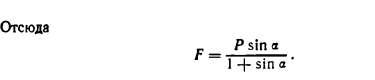 Отсюда
F = P sin α / 1 + sin α .